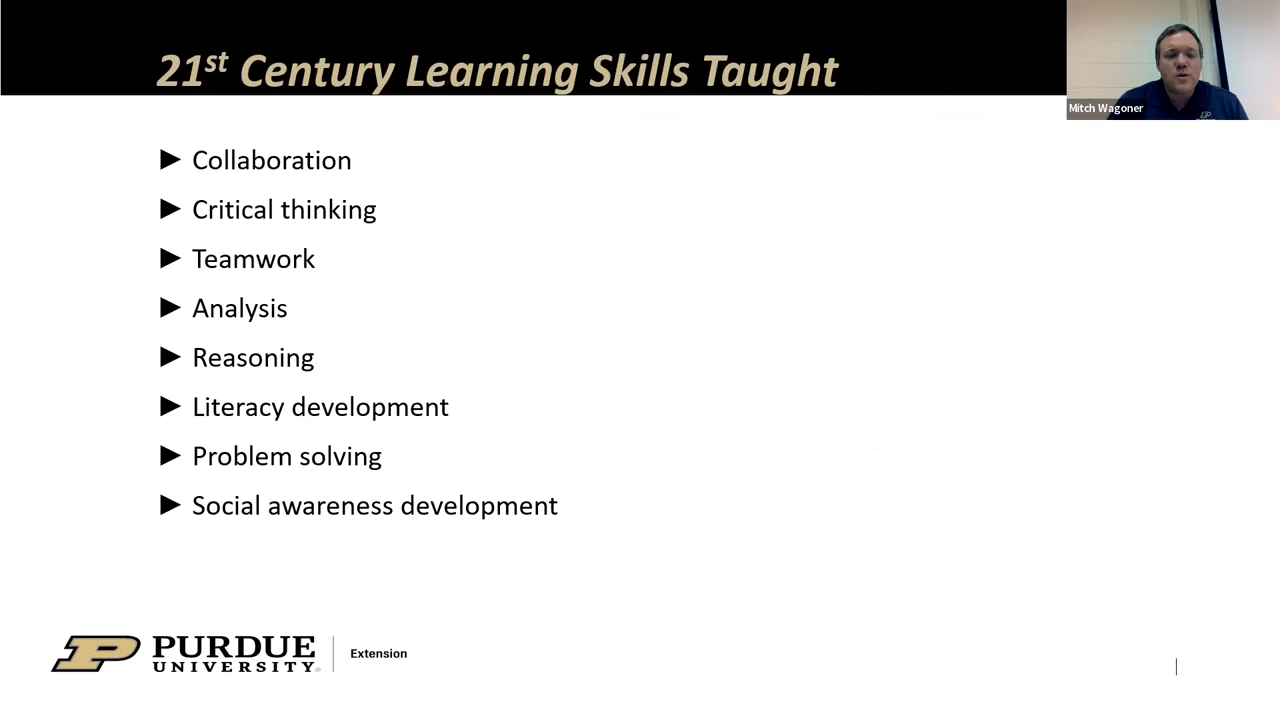 21st Century Learning Skills Taught
Mitch Wagoner
► Collaboration
► Critical thinking
► Teamwork
► Analysis
► Reasoning
► Literacy development
► Problem solving
► Social awareness development
P PURDUE
UNIVERSITY®
Extension